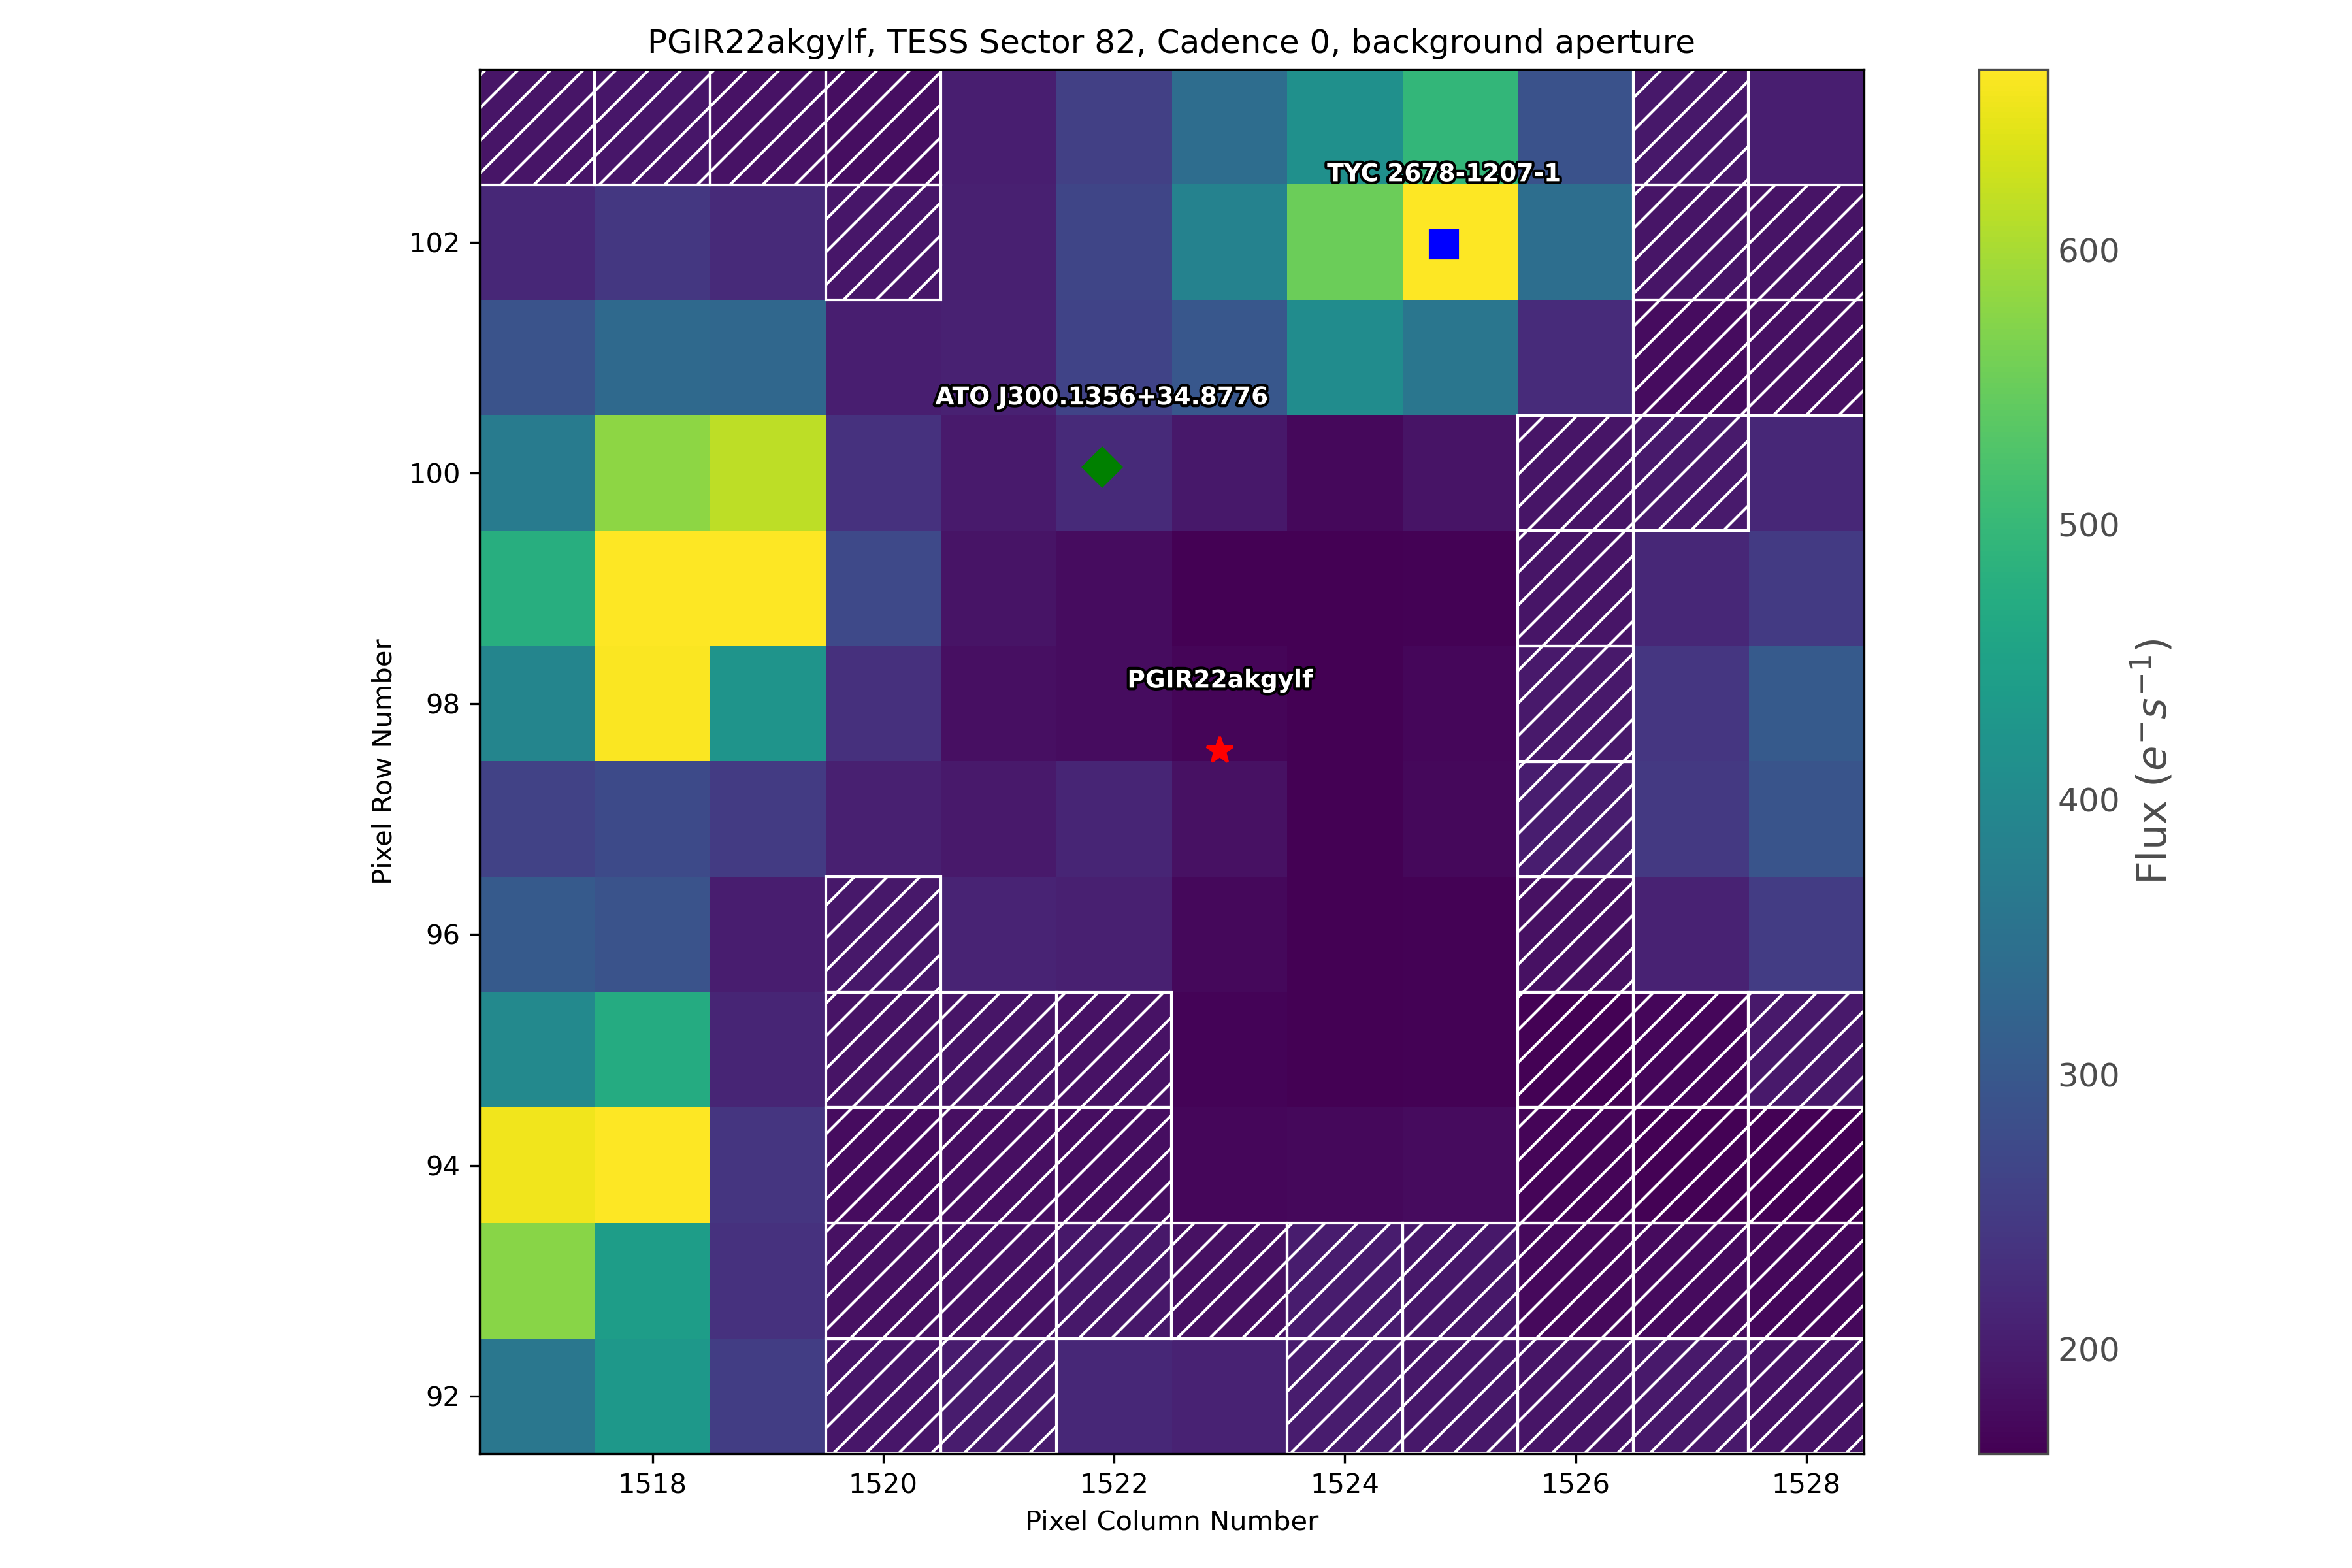 PGIR22akgylf, TESS Sector 82, Cadence 0, background aperture
TYC 2678-1207-1
ATO J300.1356+34.8776
PGIR22akgylf
102
100
98
96
94
92
Pixel Row Number
1518 1520 1522 1524 1526 1528
Pixel Column Number
600
500
400
300
200
Flux (e⁻s⁻¹)